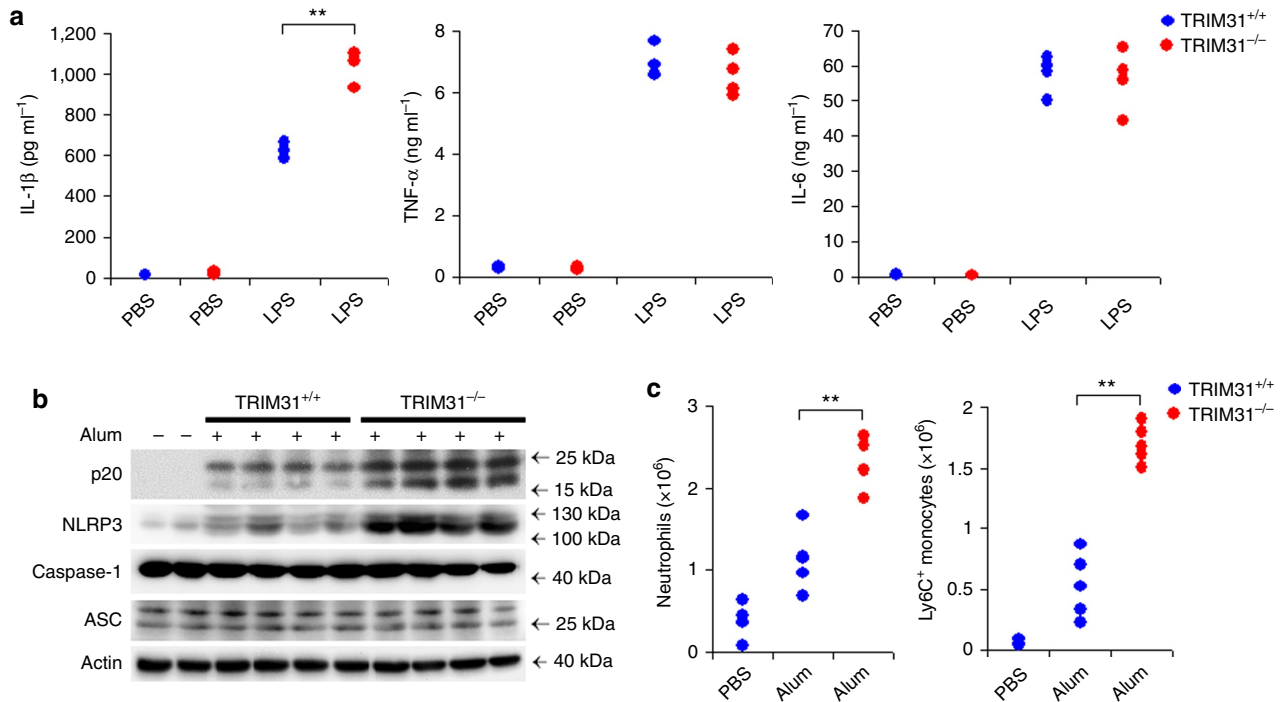 a
**
IL-1β (pg ml⁻¹)
1,200
1,000
800
600
400
200
0
PBS
PBS
LPS
LPS
TNF-α (ng ml⁻¹)
8
6
4
2
0
PBS
PBS
LPS
LPS
IL-6 (ng ml⁻¹)
70
60
50
40
30
20
10
0
PBS
PBS
LPS
LPS
TRIM31⁺/⁺
TRIM31⁻/⁻
b
TRIM31⁺/⁺ TRIM31⁻/⁻
Alum – – + + + + + + + +
p20
← 25 kDa
← 15 kDa
NLRP3
← 130 kDa
← 100 kDa
Caspase-1
← 40 kDa
ASC
← 25 kDa
Actin
← 40 kDa
c
**
Neutrophils (×10⁶)
3
2
1
0
PBS
Alum
Alum
**
Ly6C⁺ monocytes (×10⁶)
2
1.5
1
0.5
0
PBS
Alum
Alum
TRIM31⁺/⁺
TRIM31⁻/⁻